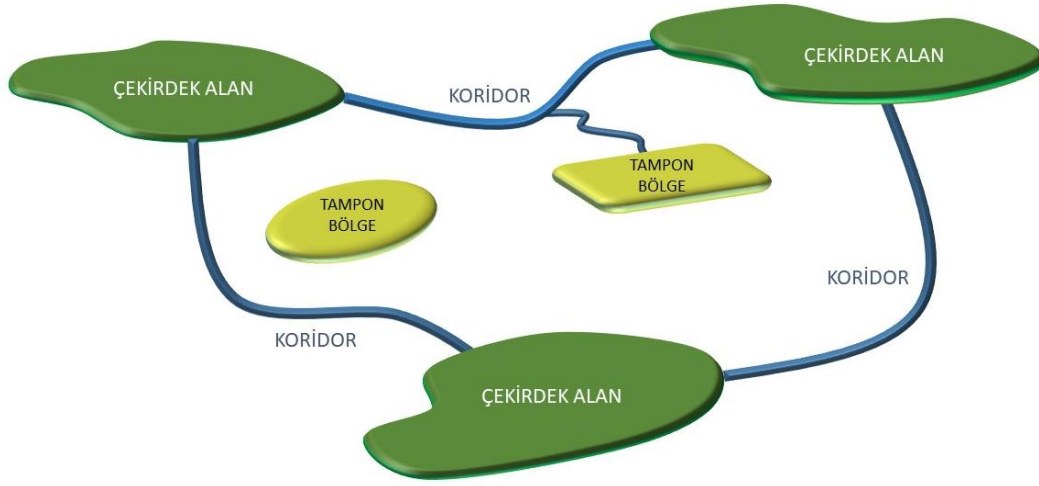 ÇEKİRDEK ALAN
ÇEKİRDEK ALAN
KORİDOR
TAMPON
BÖLGE
TAMPON
BÖLGE
KORİDOR
KORİDOR
ÇEKİRDEK ALAN